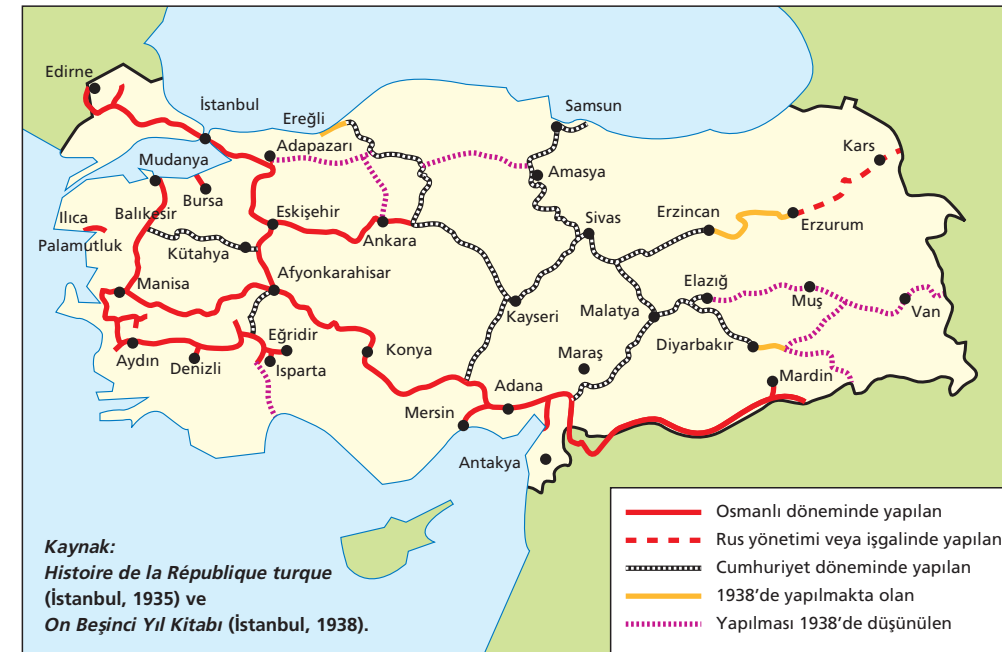 Edirne
İstanbul
Ereğli
Samsun
Adapazarı
Kars
Mudanya
Amasya
Bursa
Ilıca
Balıkesir
Eskişehir
Sivas
Erzincan
Erzurum
Palamutluk
Kütahya
Ankara
Afyonkarahisar
Elazığ
Manisa
Muş
Kayseri
Malatya
Van
Eğridir
Diyarbakır
Aydın
Denizli
Isparta
Konya
Maraş
Mardin
Adana
Mersin
Antakya
Kaynak:
Histoire de la République turque
(İstanbul, 1935) ve
On Beşinci Yıl Kitabı (İstanbul, 1938).
Osmanlı döneminde yapılan
Rus yönetimi veya işgalinde yapılan
Cumhuriyet döneminde yapılan
1938’de yapılmakta olan
Yapılması 1938’de düşünülen